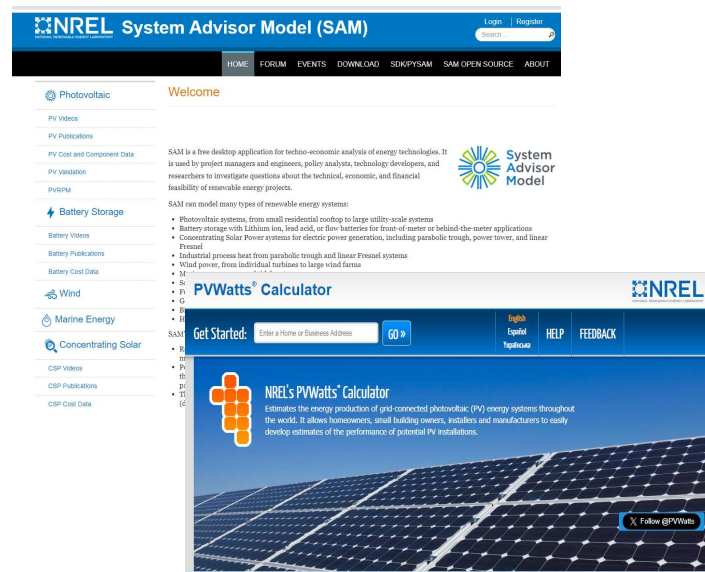 NREL System Advisor Model (SAM)
NATIONAL RENEWABLE ENERGY LABORATORY
Login | Register
Search ...
HOME FORUM EVENTS DOWNLOAD SDK/PYSAM SAM OPEN SOURCE ABOUT
Photovoltaic
PV Videos
PV Publications
PV Cost and Component Data
PV Validation
PVRPM
Battery Storage
Battery Videos
Battery Publications
Battery Cost Data
Wind
Marine Energy
Concentrating Solar
CSP Videos
CSP Publications
CSP Cost Data
Welcome
SAM is a free desktop application for techno-economic analysis of energy technologies. It
is used by project managers and engineers, policy analysts, technology developers, and
researchers to investigate questions about the technical, economic, and financial
feasibility of renewable energy projects.
System
Advisor
Model
SAM can model many types of renewable energy systems:
• Photovoltaic systems, from small residential rooftop to large utility-scale systems
• Battery storage with Lithium ion, lead acid, or flow batteries for front-of-meter or behind-the-meter applications
• Concentrating Solar Power systems for electric power generation, including parabolic trough, power tower, and linear
Fresnel
• Industrial process heat from parabolic trough and linear Fresnel systems
• Wind power, from individual turbines to large wind farms
PVWatts® Calculator
NREL
NATIONAL RENEWABLE ENERGY LABORATORY
Get Started:
Enter a Home or Business Address
GO »
English
Español
Українська
HELP
FEEDBACK
NREL's PVWatts® Calculator
Estimates the energy production of grid-connected photovoltaic (PV) energy systems throughout
the world. It allows homeowners, small building owners, installers and manufacturers to easily
develop estimates of the performance of potential PV installations.
X Follow @PVWatts